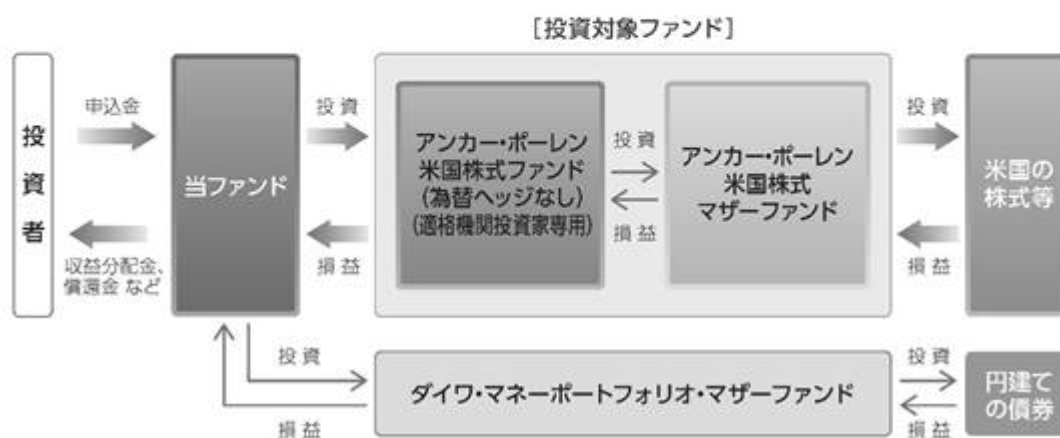 [投資対象ファンド]
投資者
申込金
収益分配金、
償還金 など
当ファンド
投資
損益
アンカー・ポーレン
米国株式ファンド
(為替ヘッジなし)
(適格機関投資家専用)
投資
損益
アンカー・ポーレン
米国株式
マザーファンド
投資
損益
米国の
株式等
投資
損益
ダイワ・マネーポートフォリオ・マザーファンド
投資
損益
円建て
の債券